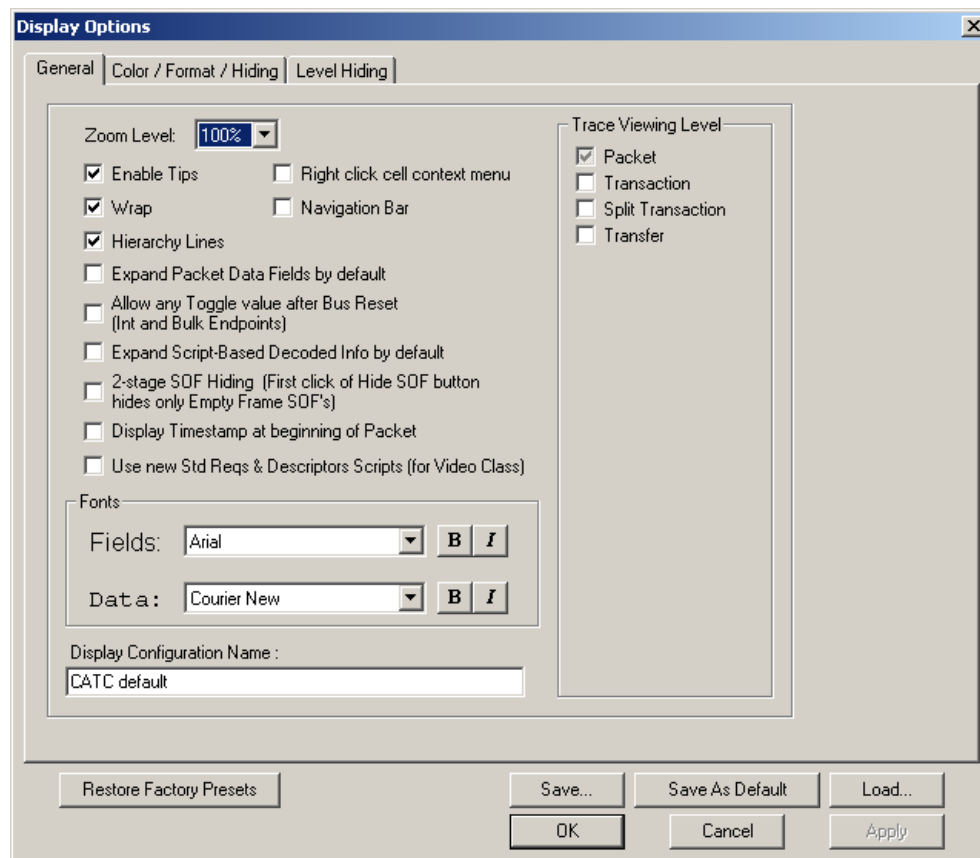 Display Options
General
Color / Format / Hiding
Level Hiding
Zoom Level:
100%
Enable Tips
Right click cell context menu
Wrap
Navigation Bar
Hierarchy Lines
Expand Packet Data Fields by default
Allow any Toggle value after Bus Reset
(Int and Bulk Endpoints)
Expand Script-Based Decoded Info by default
2-stage SOF Hiding (First click of Hide SOF button
hides only Empty Frame SOF's)
Display Timestamp at beginning of Packet
Use new Std Reqs & Descriptors Scripts (for Video Class)
Trace Viewing Level
Packet
Transaction
Split Transaction
Transfer
Fonts
Fields:
Arial
B
I
Data:
Courier New
B
I
Display Configuration Name :
CATC default
Restore Factory Presets
Save...
Save As Default
Load...
OK
Cancel
Apply